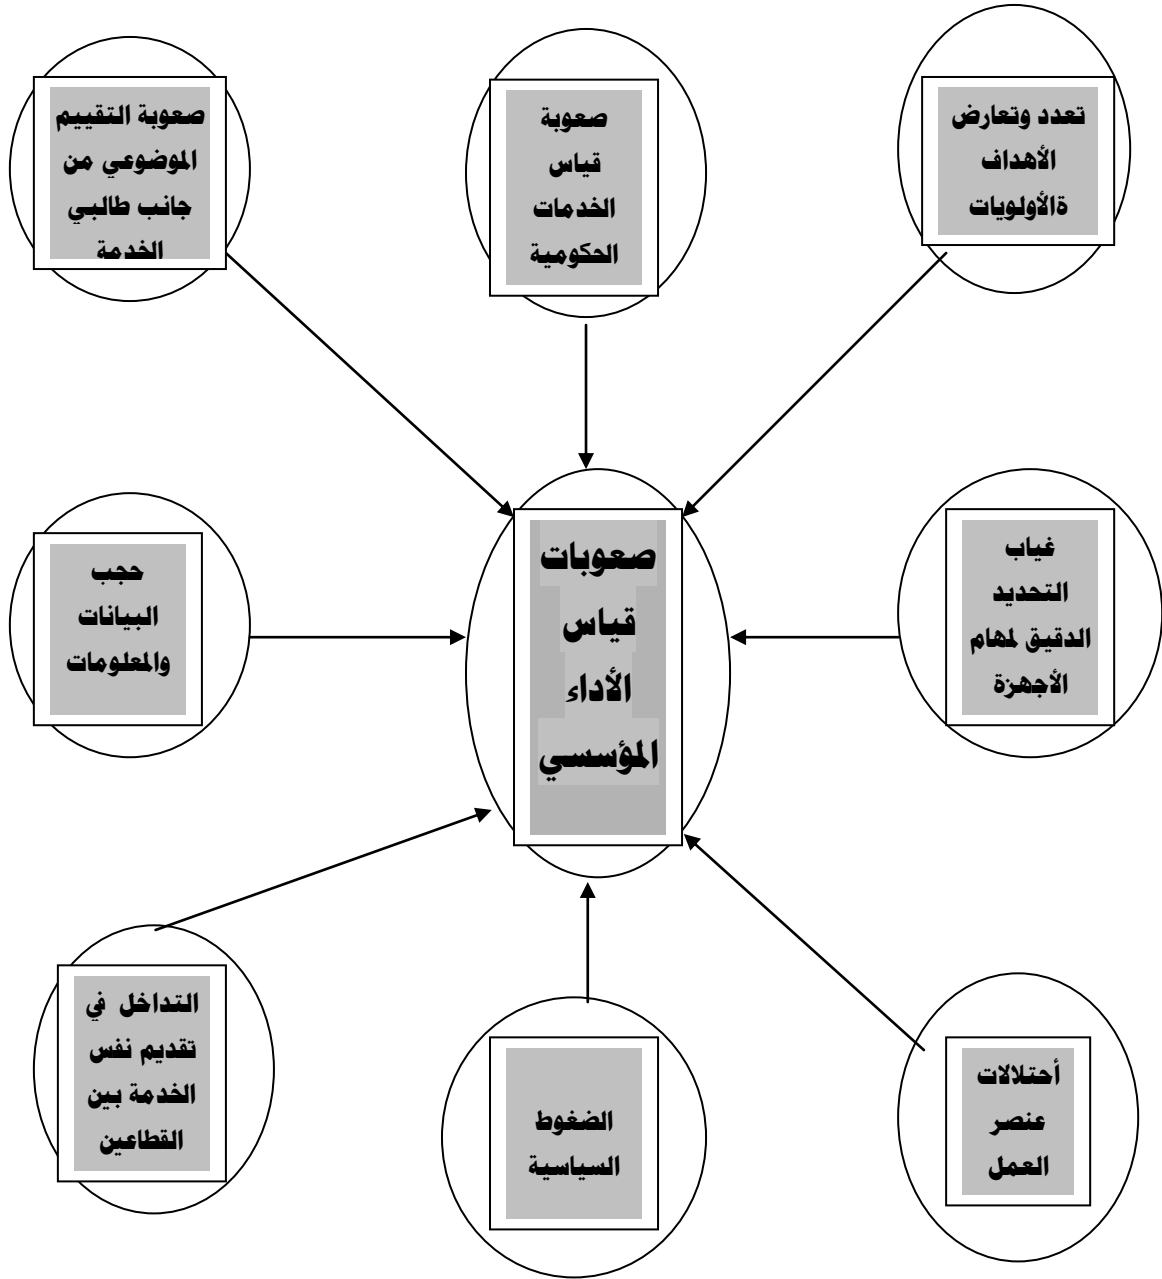 تعدد وتعارض
الأهداف
ةالأولويات
صعوبة
قياس
الخدمات
الحكومية
صعوبة التقييم
الموضوعي من
جانب طالبي
الخدمة
غياب
التحديد
الدقيق لمهام
الأجهزة
صعوبات
قياس
الأداء
المؤسسي
حجب
البيانات
والمعلومات
أحتلالات
عنصر
العمل
الضغوط
السياسية
التداخل في
تقديم نفس
الخدمة بين
القطاعين